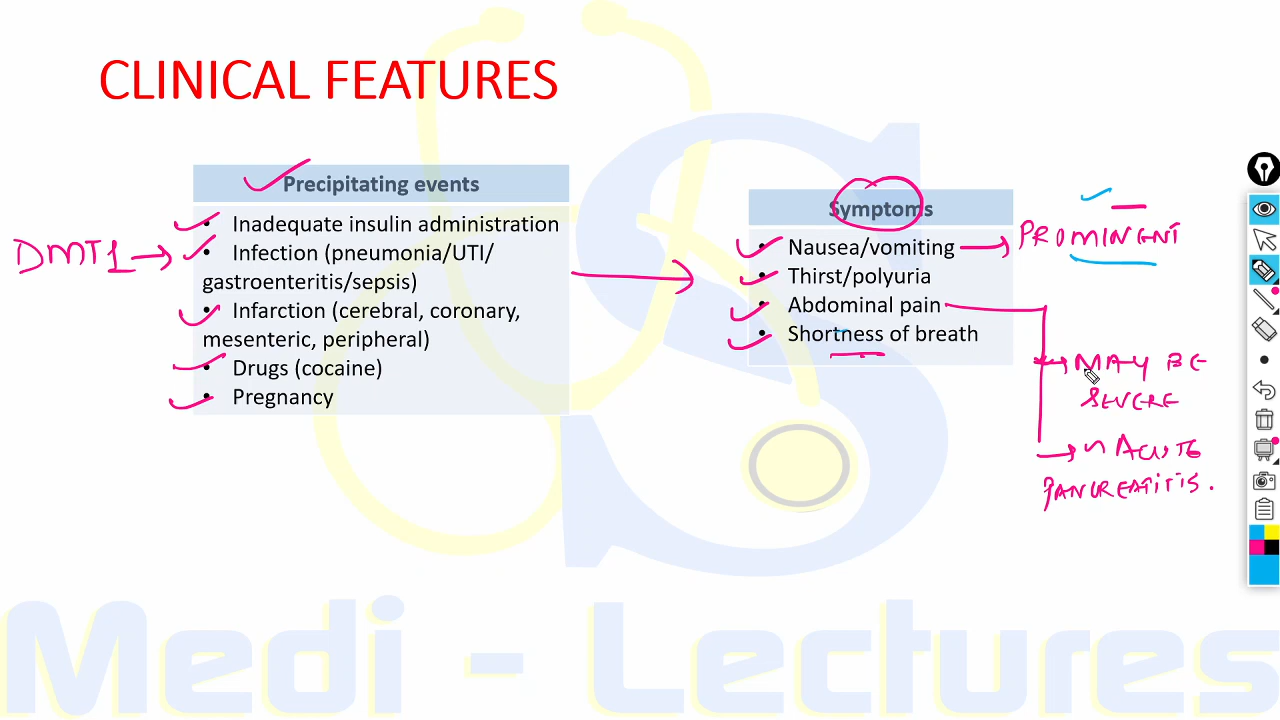 CLINICAL FEATURES
Precipitating events
• Inadequate insulin administration
• Infection (pneumonia/UTI/
gastroenteritis/sepsis)
• Infarction (cerebral, coronary,
mesenteric, peripheral)
• Drugs (cocaine)
• Pregnancy
DMT1
Symptoms
• Nausea/vomiting
• Thirst/polyuria
• Abdominal pain
• Shortness of breath
PROMINENT
MAY BE
SEVERE
~ ACUTE
PANCREATITIS.
Medi - Lectures